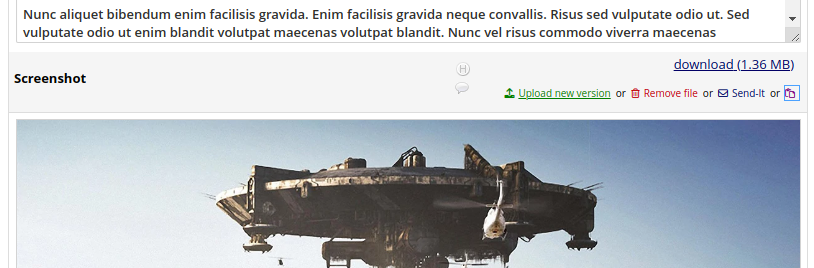 Nunc aliquet bibendum enim facilisis gravida. Enim facilisis gravida neque convallis. Risus sed vulputate odio ut. Sed
vulputate odio ut enim blandit volutpat maecenas volutpat blandit. Nunc vel risus commodo viverra maecenas
download (1.36 MB)
Screenshot
H
Upload new version or Remove file or Send-It or